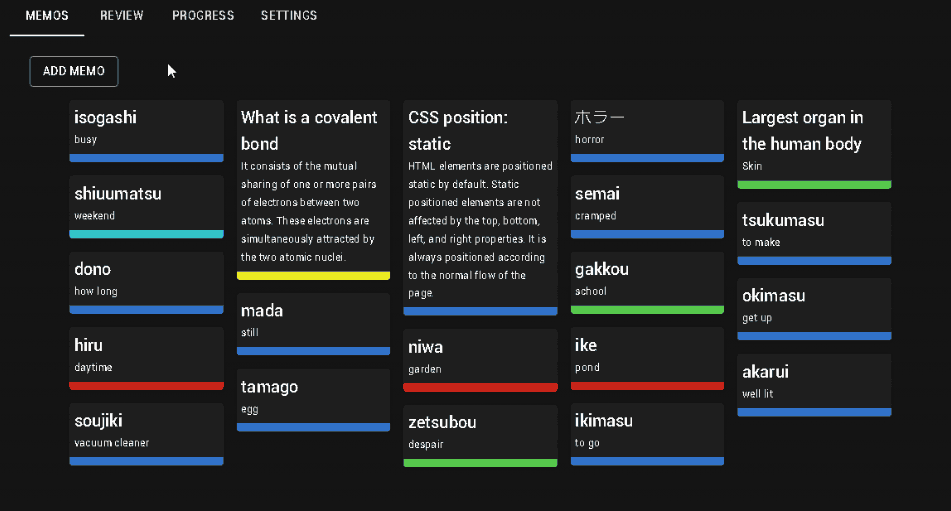 MEMOS REVIEW PROGRESS SETTINGS
ADD MEMO
isogashi
busy
shiuumatsu
weekend
dono
how long
hiru
daytime
soujiki
vacuum cleaner
What is a covalent
bond
It consists of the mutual
sharing of one or more pairs
of electrons between two
atoms. These electrons are
simultaneously attracted by
the two atomic nuclei.
mada
still
tamago
egg
CSS position:
static
HTML elements are positioned
static by default. Static
positioned elements are not
affected by the top, bottom,
left, and right properties. It is
always positioned according
to the normal flow of the
page.
niwa
garden
zetsubou
despair
ホラー
horror
semai
cramped
gakkou
school
ike
pond
ikimasu
to go
Largest organ in
the human body
Skin
tsukumasu
to make
okimasu
get up
akarui
well lit